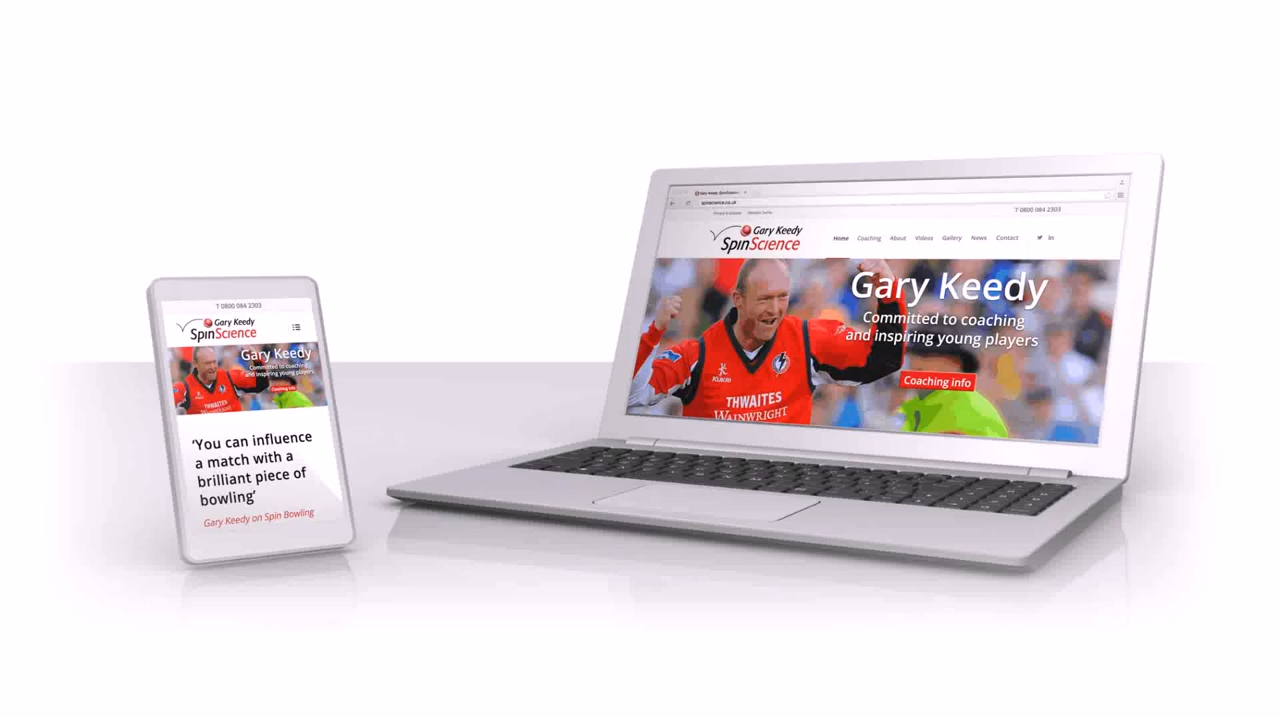 T 0800 084 2303
Gary Keedy
SpinScience
Gary Keedy
Committed to coaching
and inspiring young players
Coaching info
'You can influence
a match with a
brilliant piece of
bowling'
Gary Keedy on Spin Bowling
spinscience.co.uk
T 0800 084 2303
Gary Keedy
SpinScience
Home Coaching About Videos Gallery News Contact
Gary Keedy
Committed to coaching
and inspiring young players
Coaching info
THWAITES
WAINWRIGHT